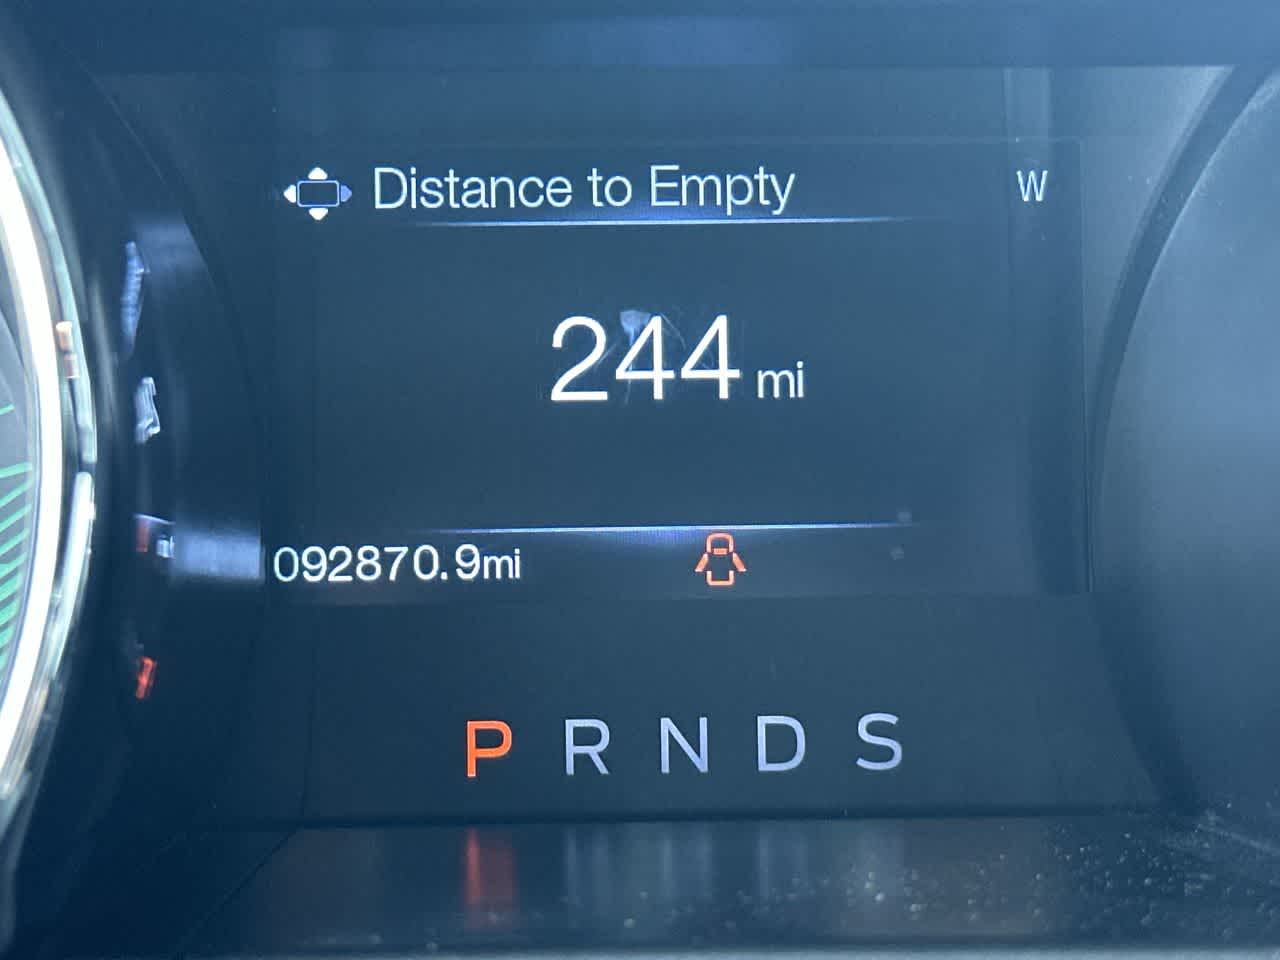 Distance to Empty W
244 mi
092870.9mi
P R N D S